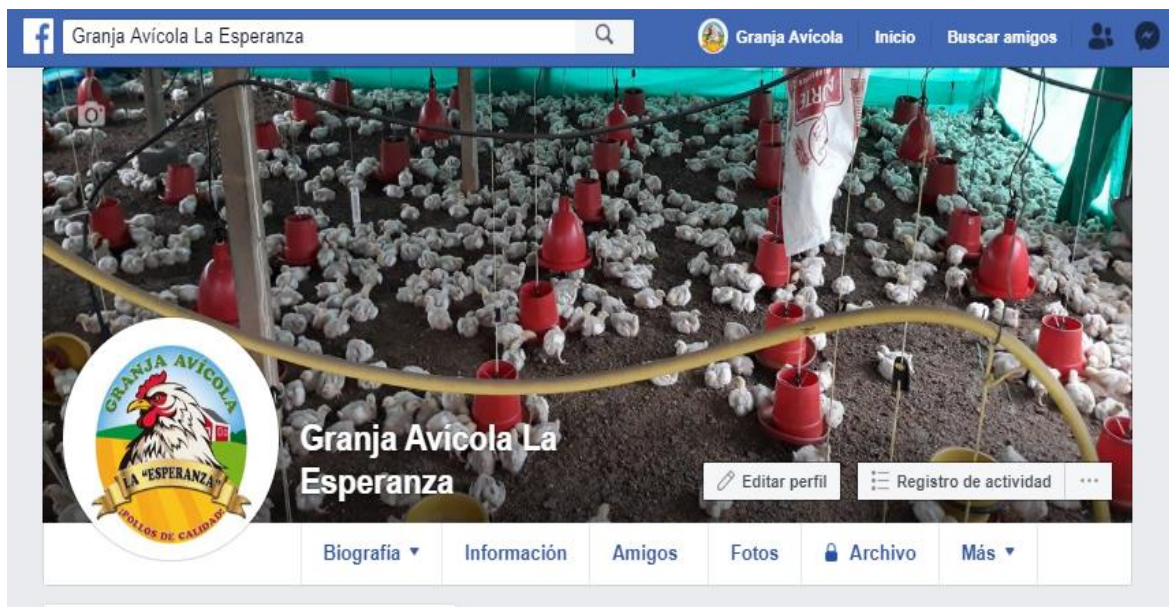 Granja Avícola La Esperanza
Granja Avícola Inicio Buscar amigos
GRANJA AVÍCOLA
LA "ESPERANZA"
¡POLLOS DE CALIDAD!
Granja Avícola La
Esperanza
Editar perfil Registro de actividad ...
Biografía Información Amigos Fotos Archivo Más